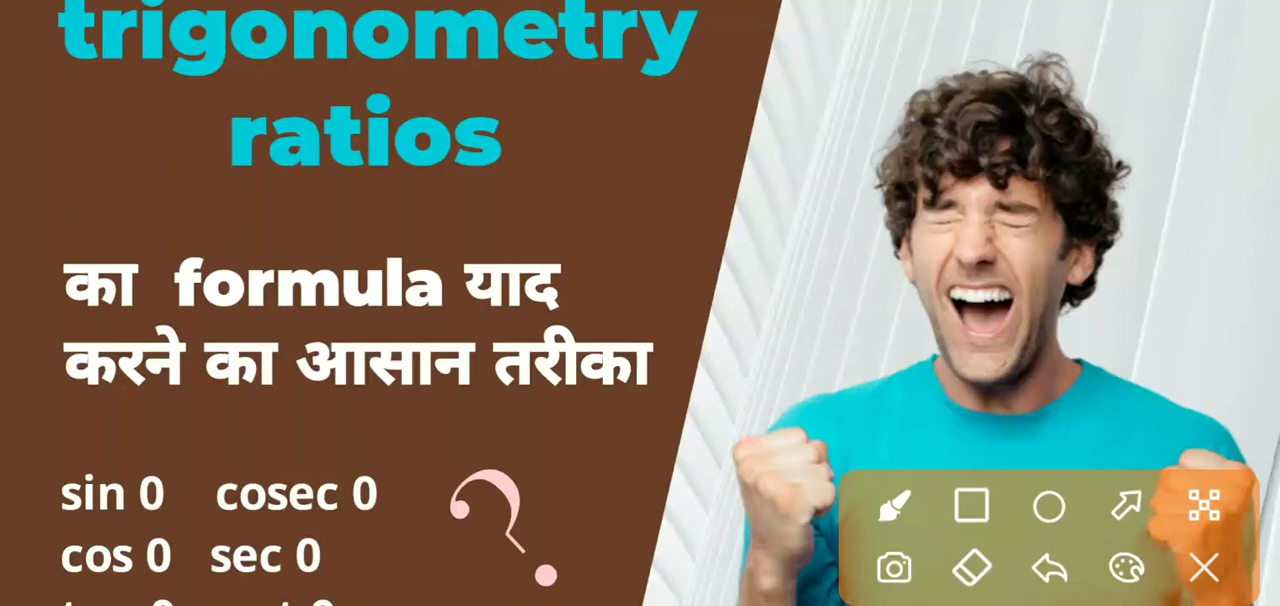 trigonometry
ratios
का formula याद
करने का आसान तरीका
sin 0 cosec 0
cos 0 sec 0